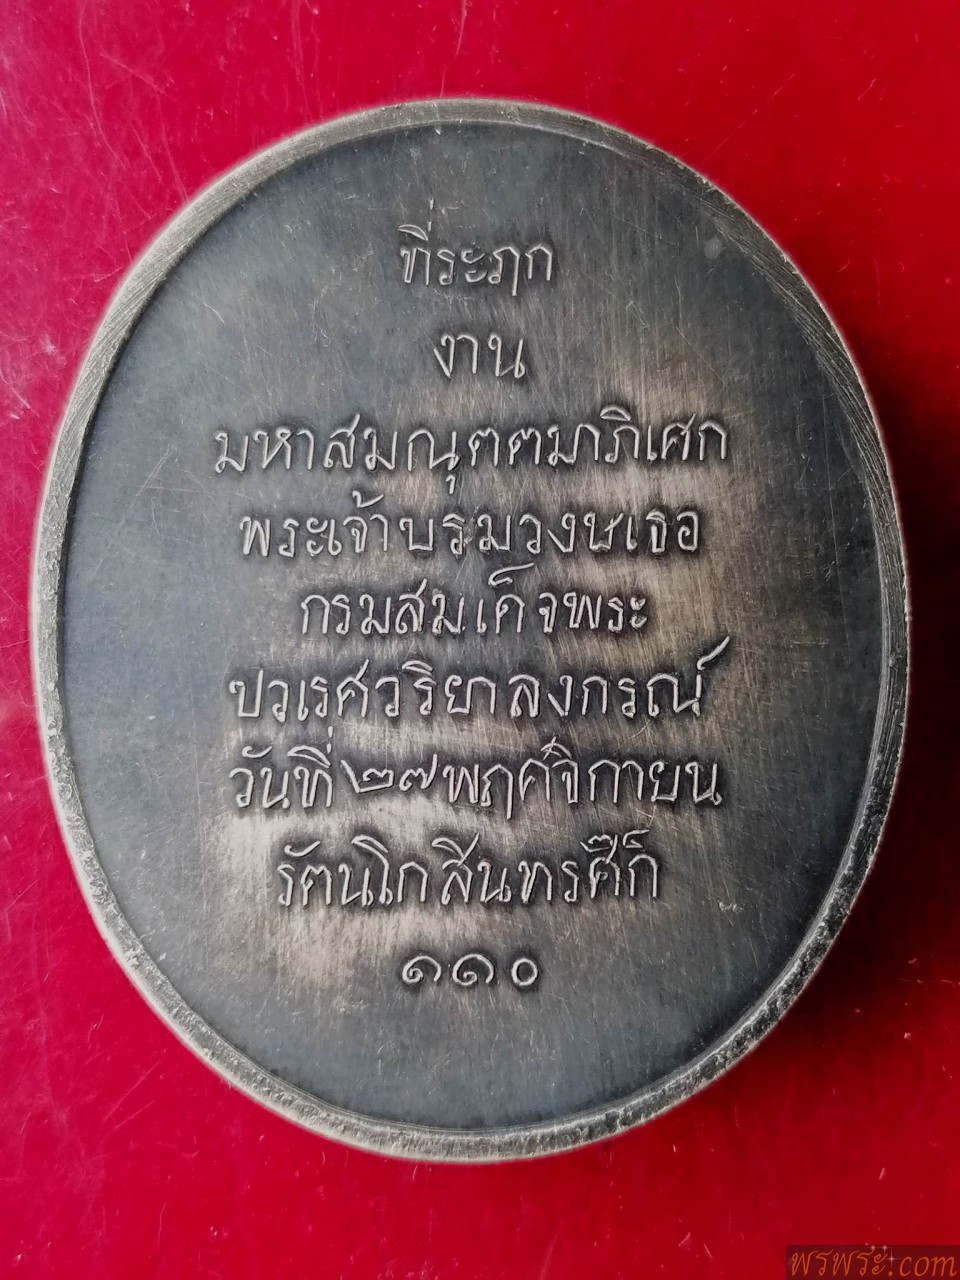 ที่ระฦก
งาน
มหาสมณุตตมาภิเศก
พระเจ้าบรมวงษเธอ
กรมสมเด็จพระ
ปวเรศวริยาลงกรณ์
วันที่ ๒๗ พฤศจิกายน
รัตนโกสินทรศ๊ก
๑๑๐
พรพระ.com